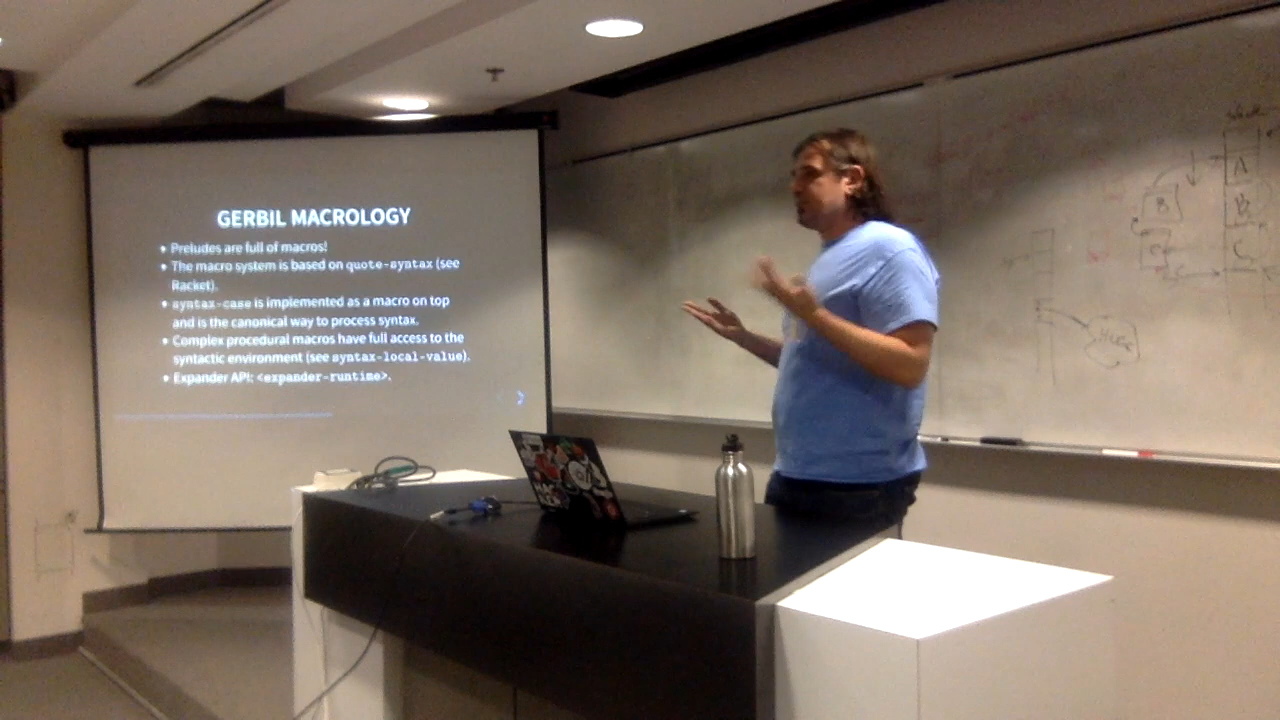 GERBIL MACROLOGY
• Preludes are full of macros!
• The macro system is based on quote-syntax (see
Racket).
• syntax-case is implemented as a macro on top
and is the canonical way to process syntax.
• Complex procedural macros have full access to the
syntactic environment (see syntax-local-value).
• Expander API: <expander-runtime>.
A
B
B
C